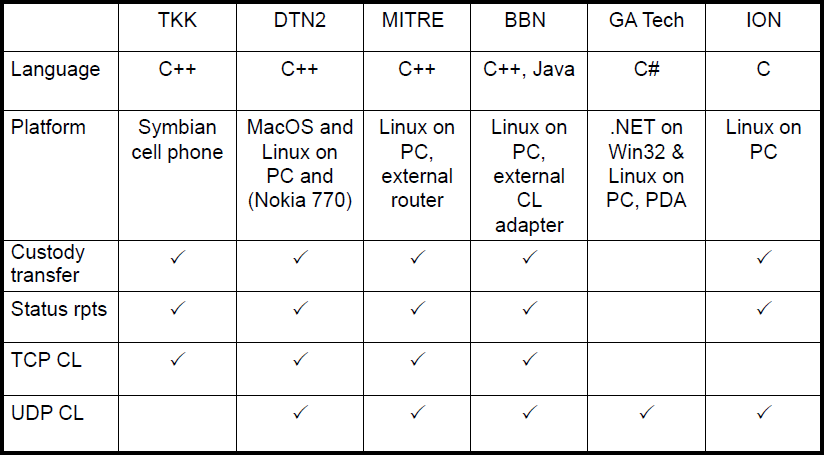 TKK DTN2 MITRE BBN GA Tech ION
Language C++ C++ C++ C++, Java C# C
Platform Symbian MacOS and Linux on Linux on .NET on Linux on
cell phone Linux on PC, PC, Win32 & PC
PC and external external Linux on
(Nokia 770) router CL PC, PDA
adapter
Custody ✓ ✓ ✓ ✓ ✓
transfer
Status rpts ✓ ✓ ✓ ✓ ✓
TCP CL ✓ ✓ ✓ ✓
UDP CL ✓ ✓ ✓ ✓ ✓